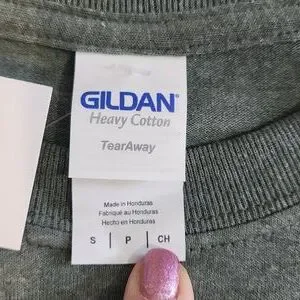 GILDAN®
Heavy Cotton
TearAway
Made in Honduras
Fabriqué au Honduras
Hecho en Honduras
S | P | CH